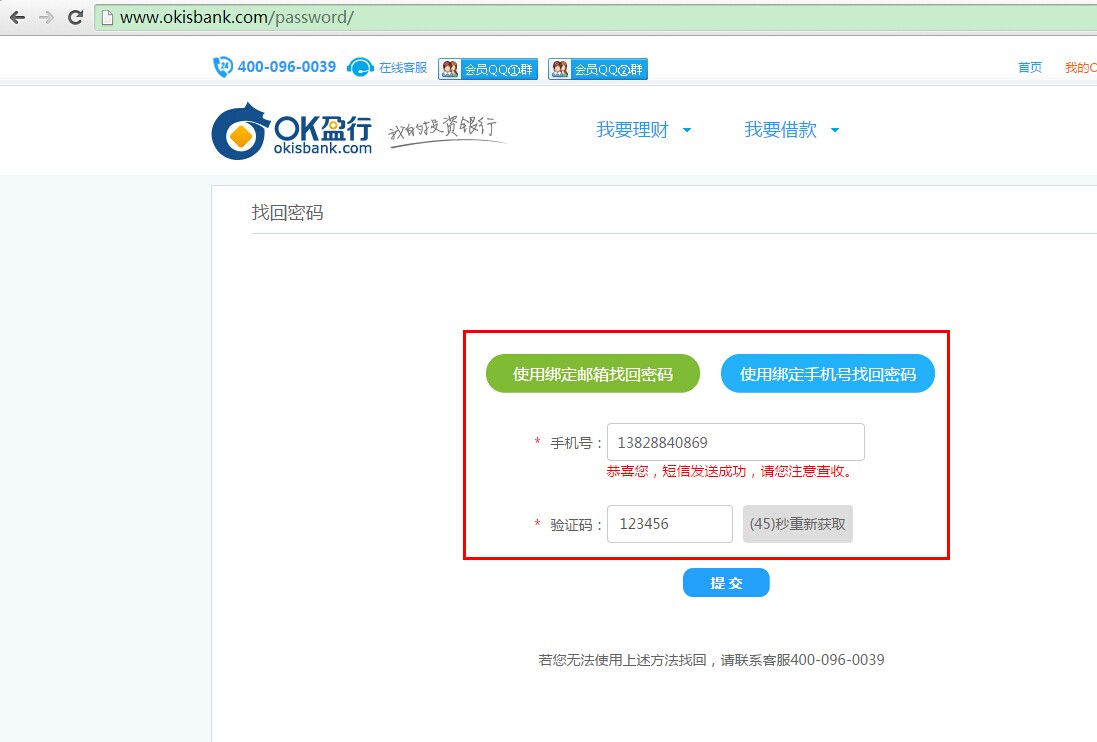 www.okisbank.com/password/
400-096-0039 在线客服 会员QQ①群 会员QQ②群 首页 我的
OK盈行 我的投资银行 我要理财 我要借款
okisbank.com
找回密码
使用绑定邮箱找回密码 使用绑定手机号找回密码
* 手机号： 13828840869
恭喜您，短信发送成功，请您注意查收。
* 验证码： 123456 (45)秒重新获取
提 交
若您无法使用上述方法找回，请联系客服400-096-0039